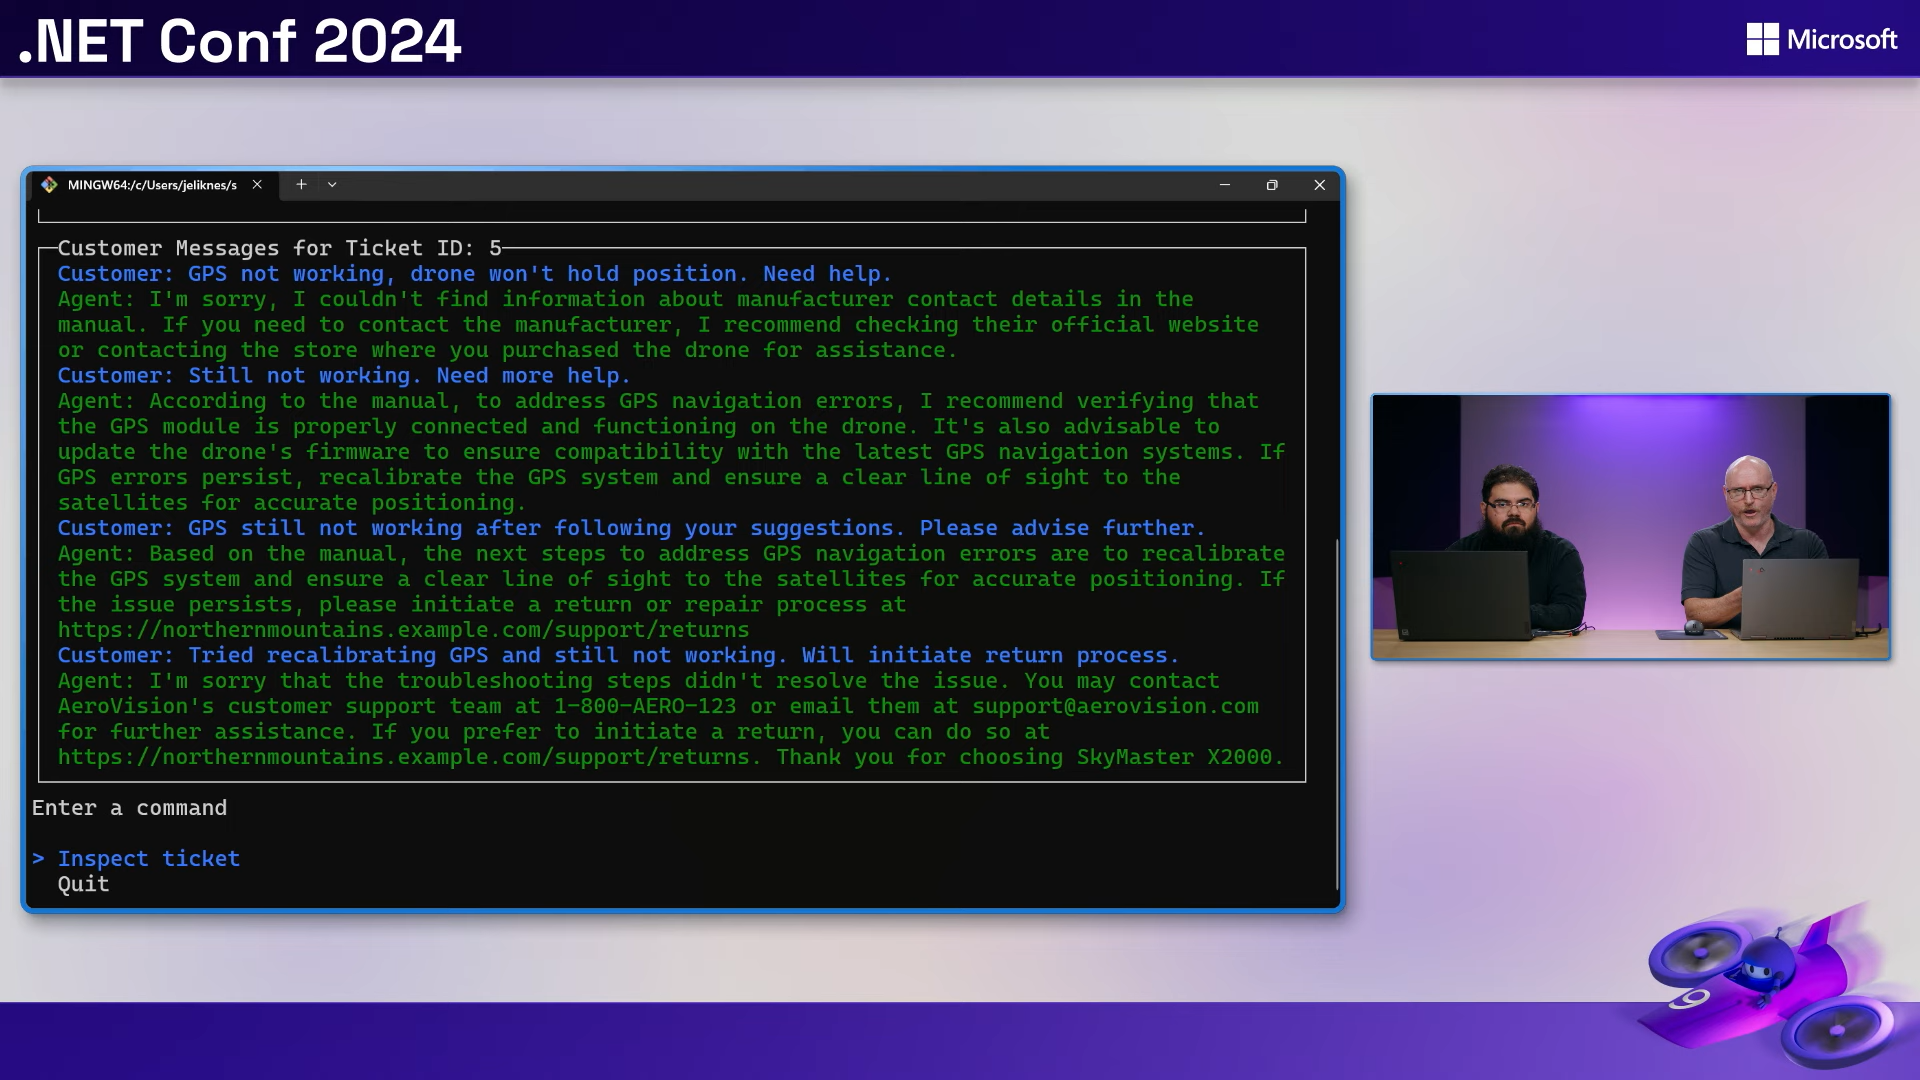 .NET Conf 2024
Microsoft
MINGW64:/c/Users/jeliknes/s
Customer Messages for Ticket ID: 5
Customer: GPS not working, drone won't hold position. Need help.
Agent: I'm sorry, I couldn't find information about manufacturer contact details in the
manual. If you need to contact the manufacturer, I recommend checking their official website
or contacting the store where you purchased the drone for assistance.
Customer: Still not working. Need more help.
Agent: According to the manual, to address GPS navigation errors, I recommend verifying that
the GPS module is properly connected and functioning on the drone. It's also advisable to
update the drone's firmware to ensure compatibility with the latest GPS navigation systems. If
GPS errors persist, recalibrate the GPS system and ensure a clear line of sight to the
satellites for accurate positioning.
Customer: GPS still not working after following your suggestions. Please advise further.
Agent: Based on the manual, the next steps to address GPS navigation errors are to recalibrate
the GPS system and ensure a clear line of sight to the satellites for accurate positioning. If
the issue persists, please initiate a return or repair process at
https://northernmountains.example.com/support/returns
Customer: Tried recalibrating GPS and still not working. Will initiate return process.
Agent: I'm sorry that the troubleshooting steps didn't resolve the issue. You may contact
AeroVision's customer support team at 1-800-AERO-123 or email them at support@aerovision.com
for further assistance. If you prefer to initiate a return, you can do so at
https://northernmountains.example.com/support/returns. Thank you for choosing SkyMaster X2000.
Enter a command
> Inspect ticket
Quit
9